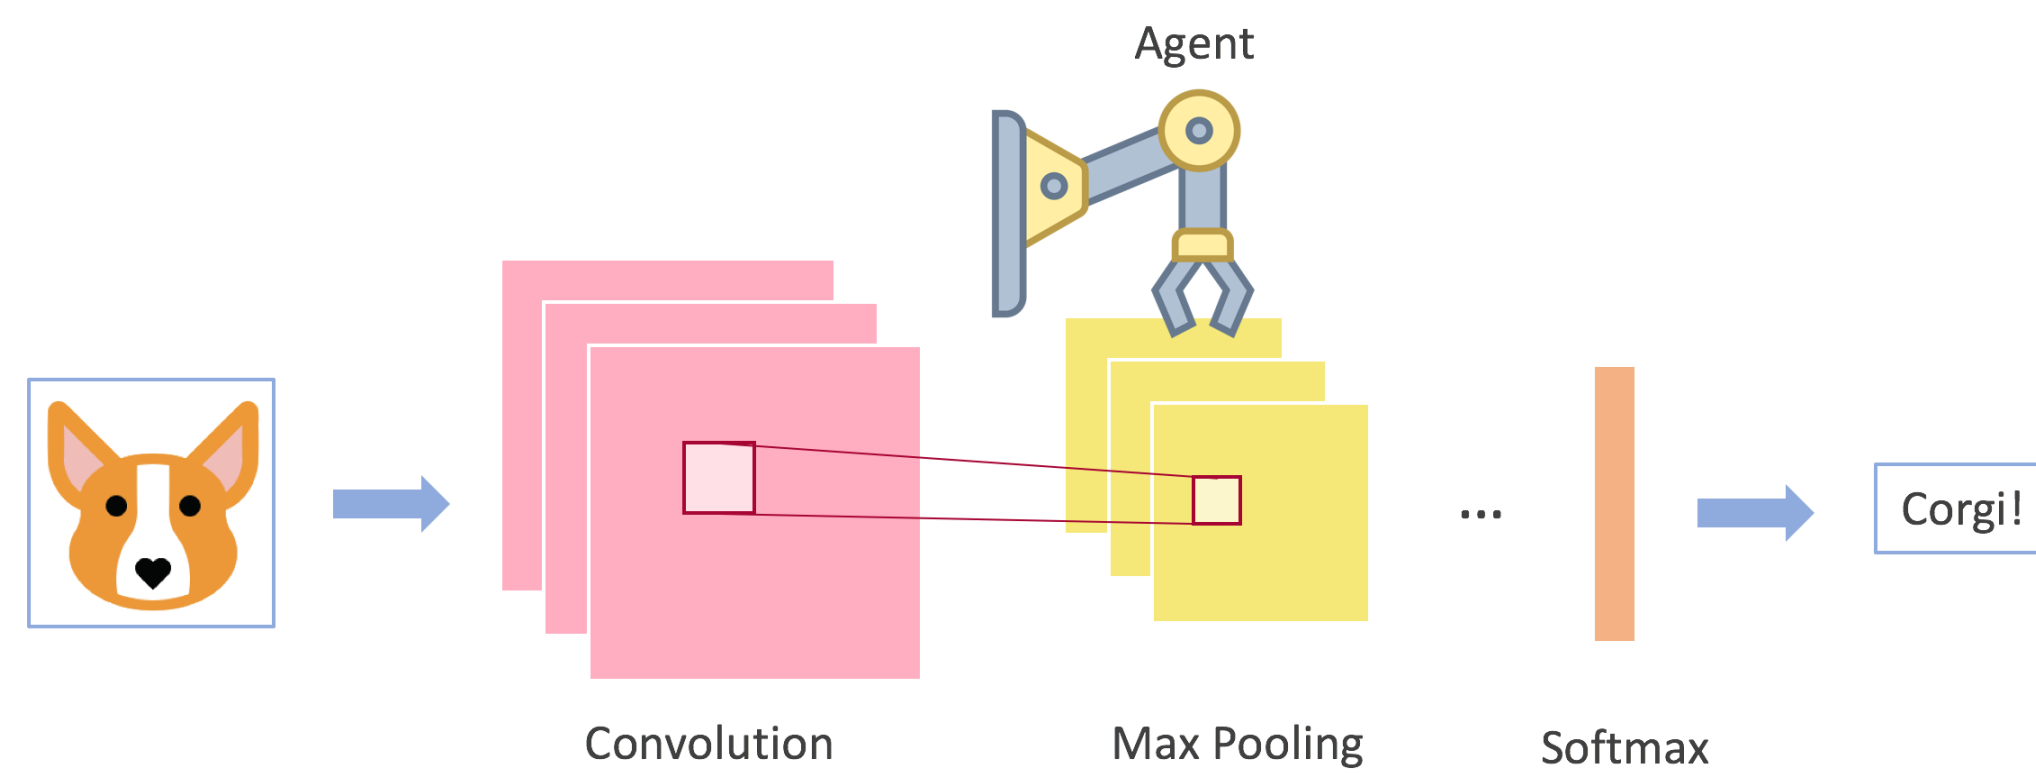 Agent
...
Corgi!
Convolution
Max Pooling
Softmax